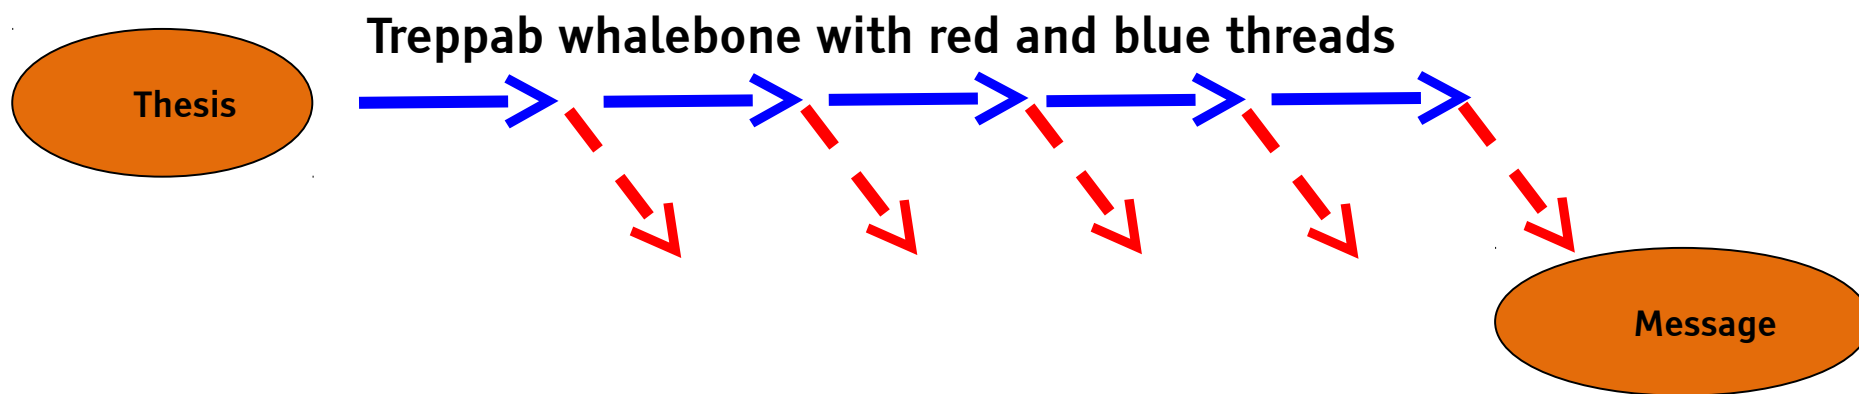 Treppab whalebone with red and blue threads
Thesis
Message